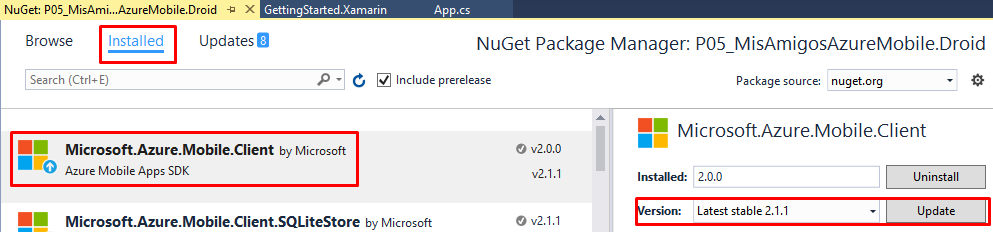 NuGet: P05_MisAmi...AzureMobile.Droid GettingStarted.Xamarin App.cs
Browse Installed Updates 8 NuGet Package Manager: P05_MisAmigosAzureMobile.Droid
Search (Ctrl+E) Include prerelease Package source: nuget.org
Microsoft.Azure.Mobile.Client by Microsoft v2.0.0
Azure Mobile Apps SDK v2.1.1
Microsoft.Azure.Mobile.Client.SQLiteStore by Microsoft v2.1.1
Microsoft.Azure.Mobile.Client
Installed: 2.0.0 Uninstall
Version: Latest stable 2.1.1 Update